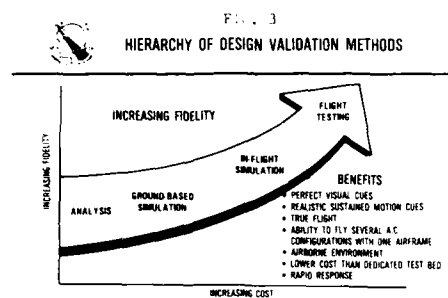 FIG. 3
HIERARCHY OF DESIGN VALIDATION METHODS
INCREASING FIDELITY
FLIGHT
TESTING
IN-FLIGHT
SIMULATION
GROUND-BASED
SIMULATION
ANALYSIS
INCREASING FIDELITY
BENEFITS
• PERFECT VISUAL CUES
• REALISTIC SUSTAINED MOTION CUES
• TRUE FLIGHT
• ABILITY TO FLY SEVERAL A/C
CONFIGURATIONS WITH ONE AIRFRAME
• AIRBORNE ENVIRONMENT
• LOWER COST THAN DEDICATED TEST BED
• RAPID RESPONSE
INCREASING COST